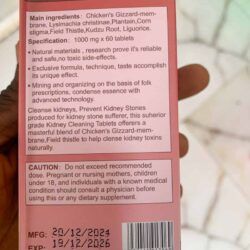 Main ingredients: Chicken's Gizzard-mem-
brane, Lysimachia christinae,Plantain,Corn
stigma,Field Thistle,Kudzu Root, Liquorice.
Specification: 1000 mg x 60 tablets
• Natural materials, research prove it's reliable
and safe,no toxic side-effects.
• Exclusive formula, technique, taste accomplish
its unique effect.
• Mining and organizing on the basis of folk
prescriptions, condense essence with
advanced technology.
Cleanse kidneys, Prevent Kidney Stones
produced for kidney stone sufferer, this superior
grade Kidney Cleaning Tablets offerers a
masterful blend of Chicken's Gizzard-mem-
brane,Field thistle to help clense kidney toxins
naturally.
CAUTION: Do not exceed recommended
dose. Pregnant or nursing mothers, children
under 18, and individuals with a known medical
condition should consult a physician before
using this or any dietary supplement.
MFG: 20/12/2024
EXP: 19/12/2026